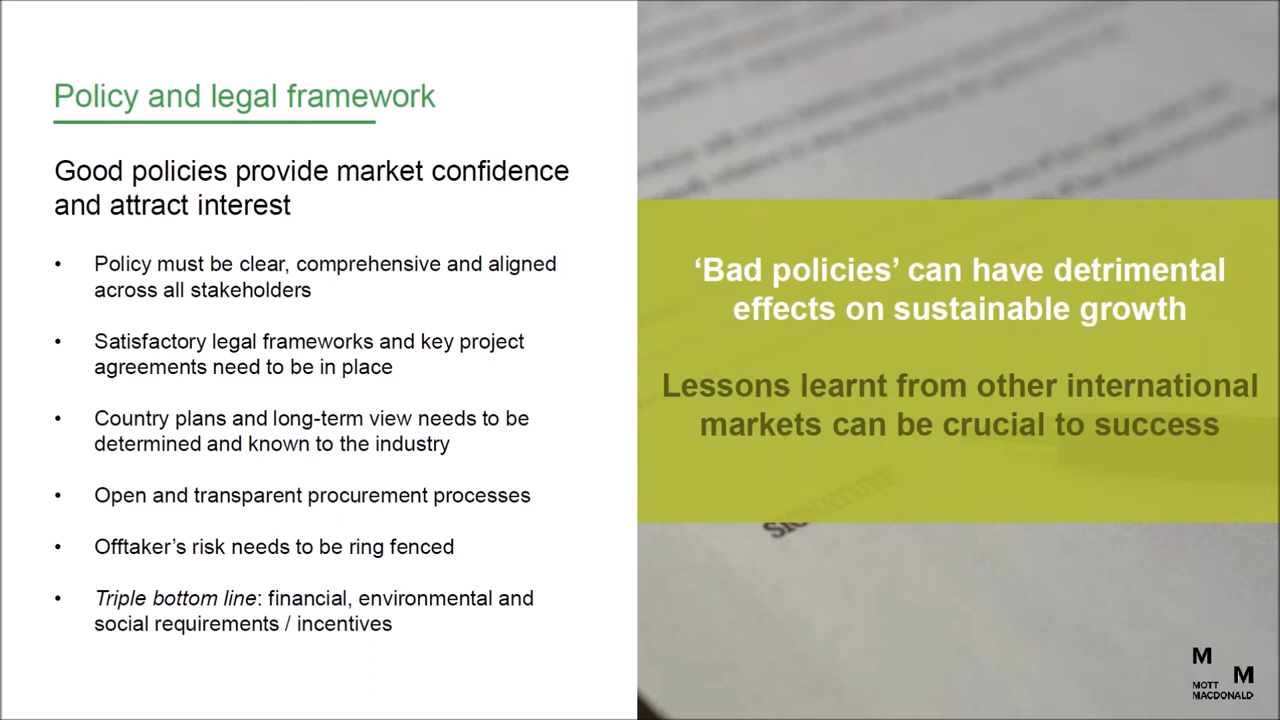 Policy and legal framework
Good policies provide market confidence
and attract interest
• Policy must be clear, comprehensive and aligned
across all stakeholders
• Satisfactory legal frameworks and key project
agreements need to be in place
• Country plans and long-term view needs to be
determined and known to the industry
• Open and transparent procurement processes
• Offtaker’s risk needs to be ring fenced
• Triple bottom line: financial, environmental and
social requirements / incentives
‘Bad policies’ can have detrimental
effects on sustainable growth
Lessons learnt from other international
markets can be crucial to success
SIGNATURE
M
M
MOTT
MACDONALD